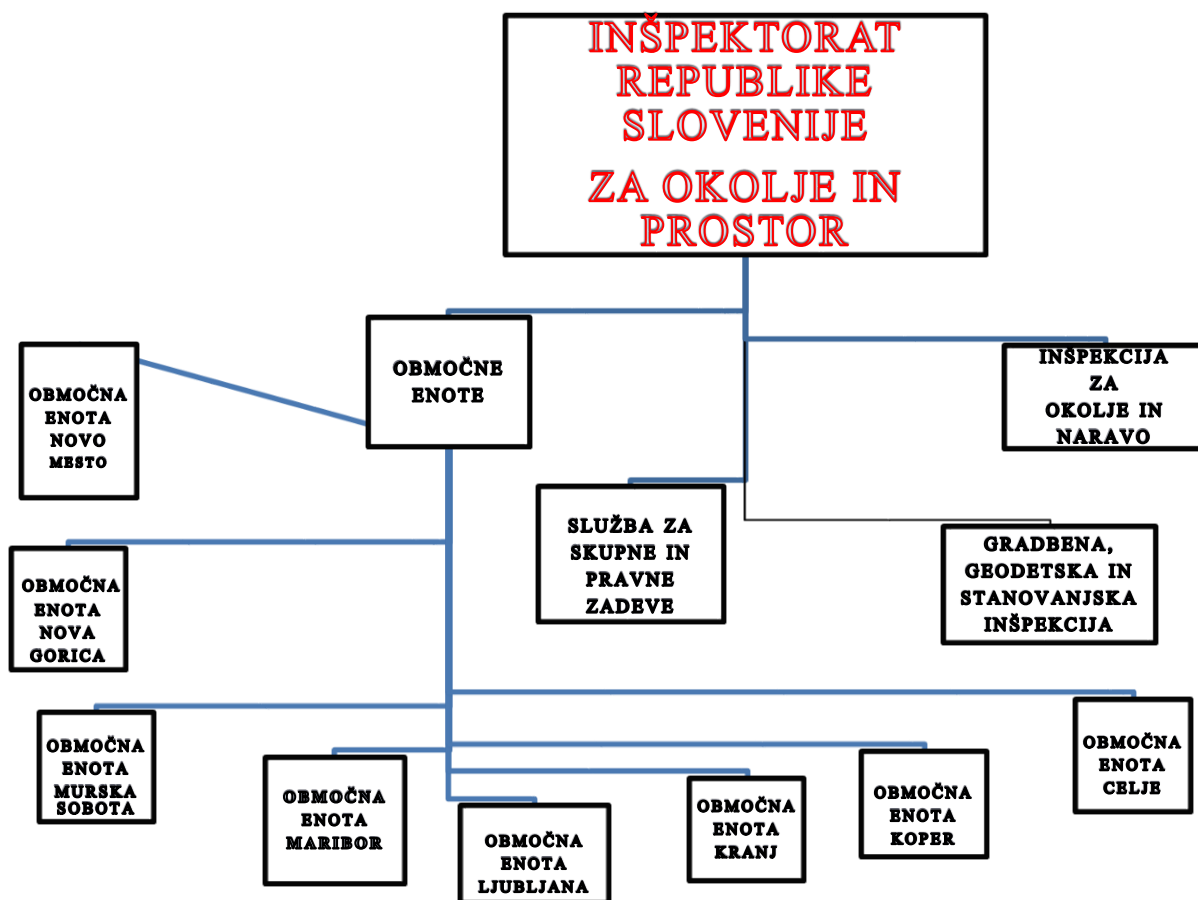 INŠPEKTORAT
REPUBLIKE
SLOVENIJE
ZA OKOLJE IN
PROSTOR
OBMOČNE
ENOTE
INŠPEKCIJA
ZA
OKOLJE IN
NARAVO
OBMOČNA
ENOTA
NOVO
MESTO
SLUŽBA ZA
SKUPNE IN
PRAVNE
ZADEVE
GRADBENA,
GEODETSKA IN
STANOVANJSKA
INŠPEKCIJA
OBMOČNA
ENOTA
NOVA
GORICA
OBMOČNA
ENOTA
MURSKA
SOBOTA
OBMOČNA
ENOTA
MARIBOR
OBMOČNA
ENOTA
LJUBLJANA
OBMOČNA
ENOTA
KRANJ
OBMOČNA
ENOTA
KOPER
OBMOČNA
ENOTA
CELJE